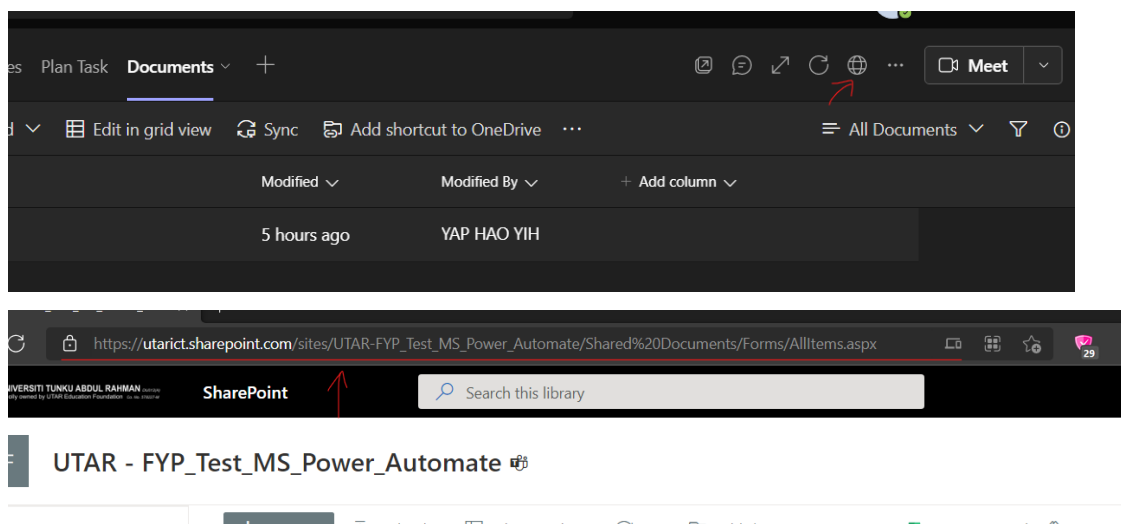 es Plan Task Documents
Meet
Edit in grid view Sync Add shortcut to OneDrive ··· All Documents
Modified Modified By + Add column
5 hours ago YAP HAO YIH
https://utarict.sharepoint.com/sites/UTAR-FYP_Test_MS_Power_Automate/Shared%20Documents/Forms/AllItems.aspx
29
NIVERSITI TUNKU ABDUL RAHMAN
SharePoint Search this library
UTAR - FYP_Test_MS_Power_Automate